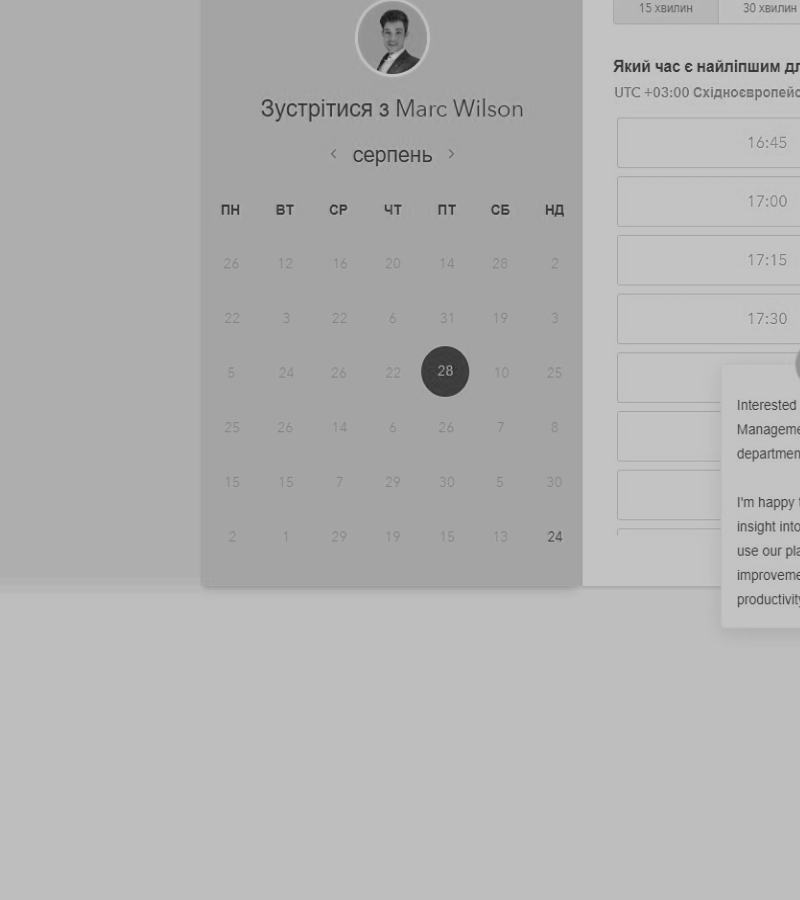 Зустрітися з Marc Wilson
‹ серпень ›
ПН ВТ СР ЧТ ПТ СБ НД
26 12 16 20 14 28 2
22 3 22 6 31 19 3
5 24 26 22 28 10 25
25 26 14 6 26 7 8
15 15 7 29 30 5 30
2 1 29 19 15 13 24
15 хвилин 30 хвилин
Який час є найліпшим дл
UTC +03:00 Східноєвропейс
16:45
17:00
17:15
17:30
Interested
Manageme
departmen
I'm happy t
insight into
use our pla
improveme
productivity